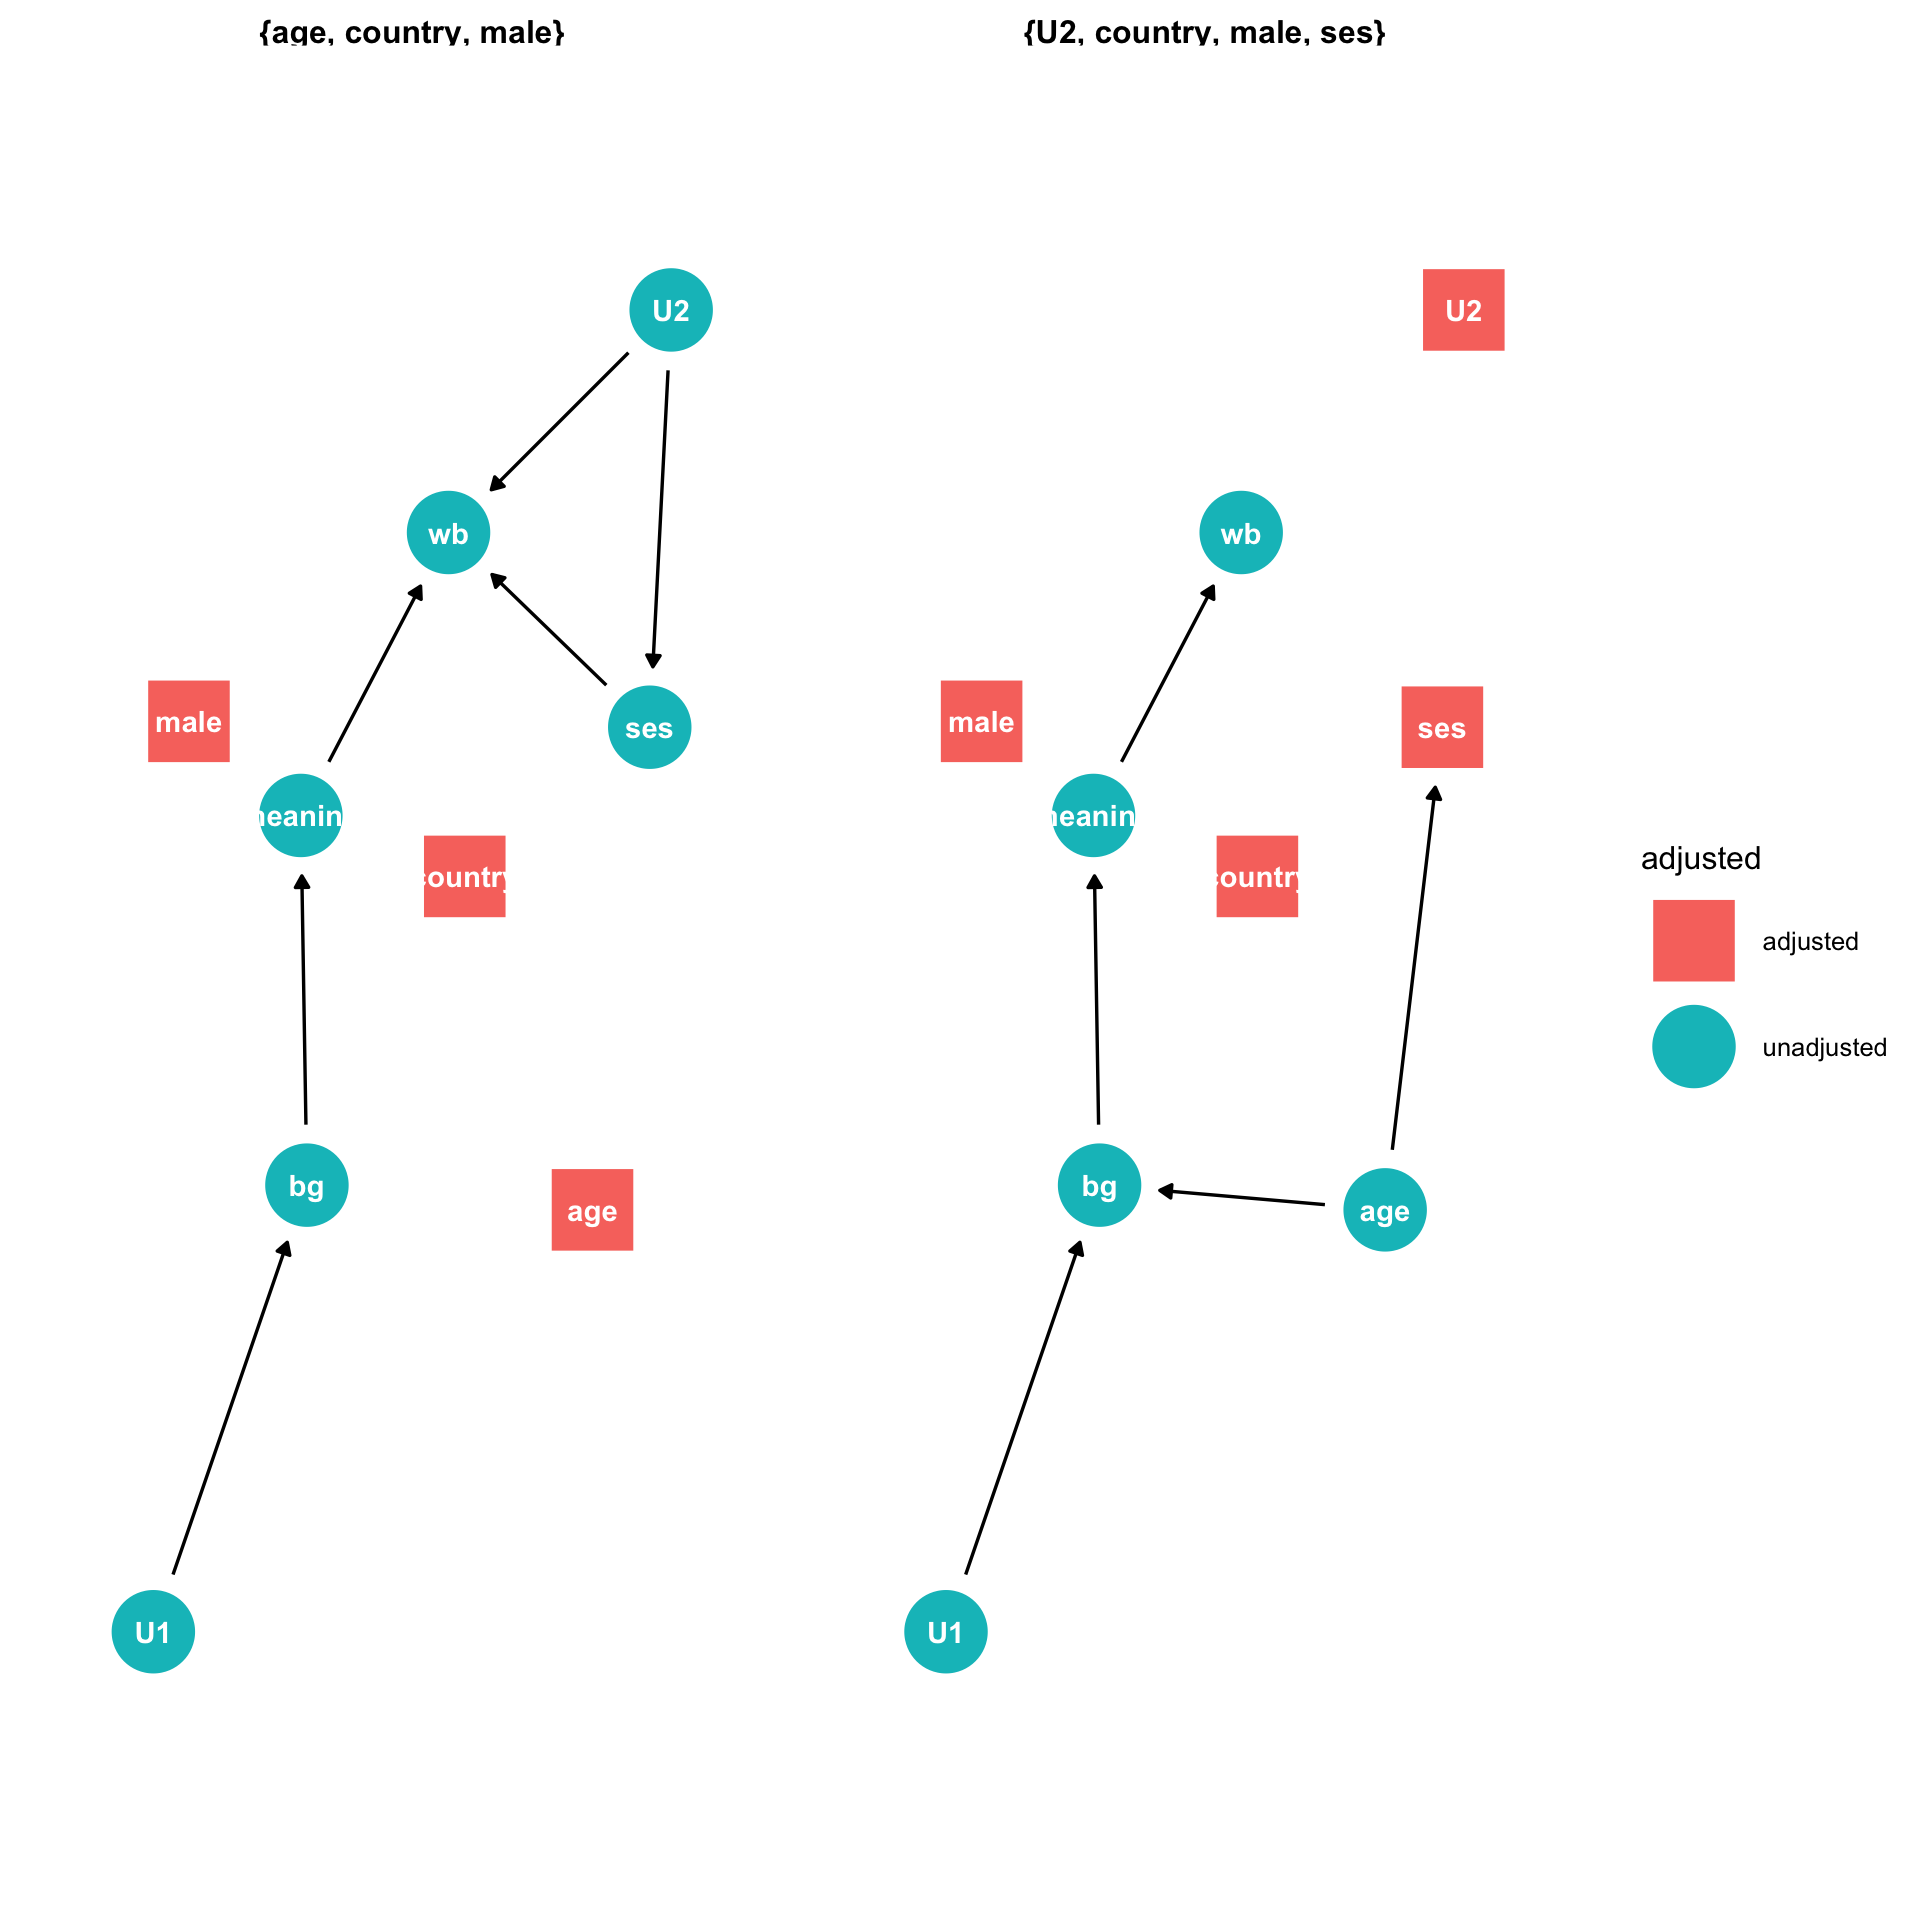 {age, country, male}
U2
wb
male
ses
neanin
country
bg
age
U1
{U2, country, male, ses}
U2
wb
male
ses
neanin
country
bg
age
U1
adjusted
adjusted
unadjusted